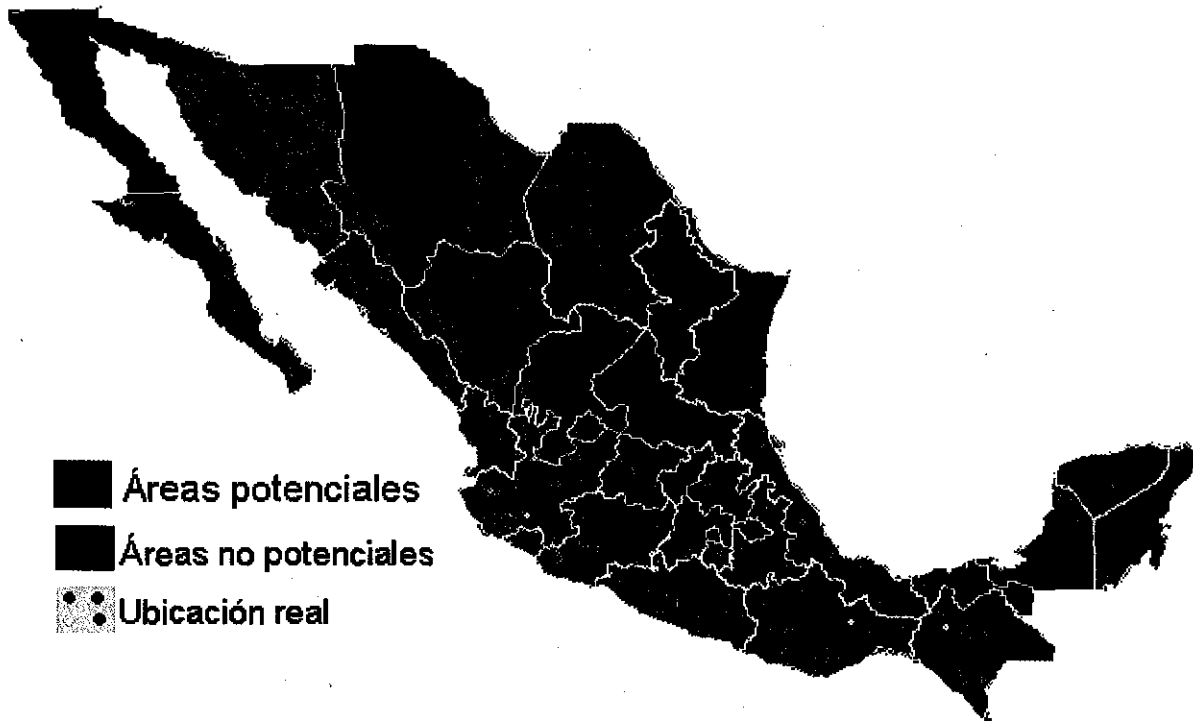 Áreas potenciales
Áreas no potenciales
Ubicación real